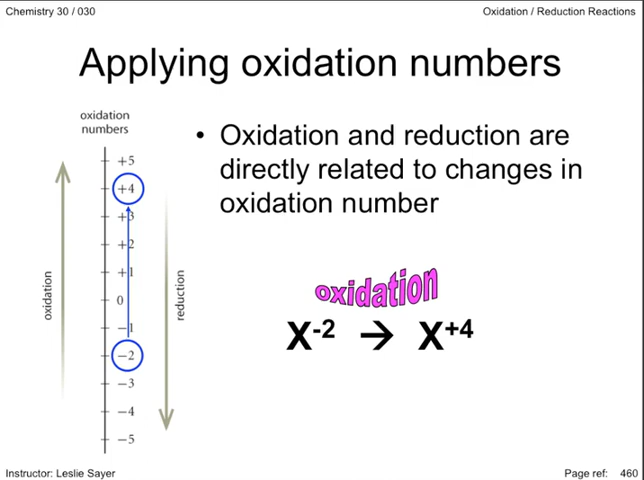 Chemistry 30 / 030
Oxidation / Reduction Reactions
Applying oxidation numbers
oxidation
numbers
+5
+4
+3
+2
+1
0
−1
−2
−3
−4
−5
oxidation
reduction
• Oxidation and reduction are
directly related to changes in
oxidation number
oxidation
X-2 → X+4
Instructor: Leslie Sayer
Page ref: 460